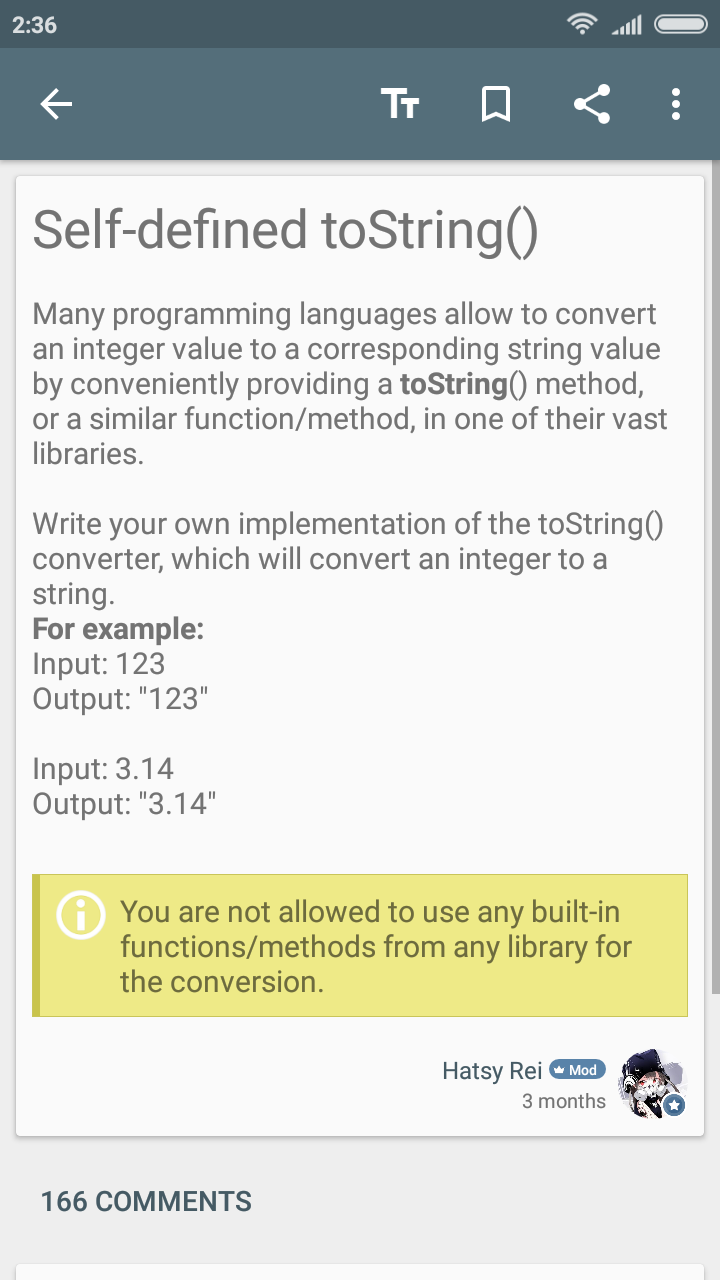 2:36
Self-defined toString()
Many programming languages allow to convert
an integer value to a corresponding string value
by conveniently providing a toString() method,
or a similar function/method, in one of their vast
libraries.
Write your own implementation of the toString()
converter, which will convert an integer to a
string.
For example:
Input: 123
Output: "123"
Input: 3.14
Output: "3.14"
You are not allowed to use any built-in
functions/methods from any library for
the conversion.
Hatsy Rei Mod
3 months
166 COMMENTS